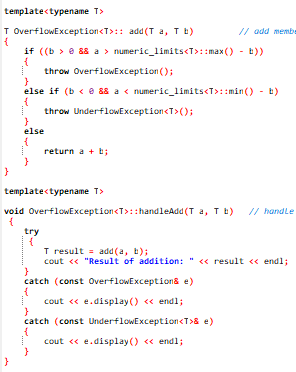 template<typename T>
T OverflowException<T>:: add(T a, T b)          // add membe
{
    if ((b > 0 && a > numeric_limits<T>::max() - b))
    {
        throw OverflowException();
    }
    else if (b < 0 && a < numeric_limits<T>::min() - b)
    {
        throw UnderflowException<T>();
    }
    else
    {
        return a + b;
    }
}
template<typename T>
void OverflowException<T>::handleAdd(T a, T b)   // handle
{
    try
    {
        T result = add(a, b);
        cout << "Result of addition: " << result << endl;
    }
    catch (const OverflowException& e)
    {
        cout << e.display() << endl;
    }
    catch (const UnderflowException<T>& e)
    {
        cout << e.display() << endl;
    }
}